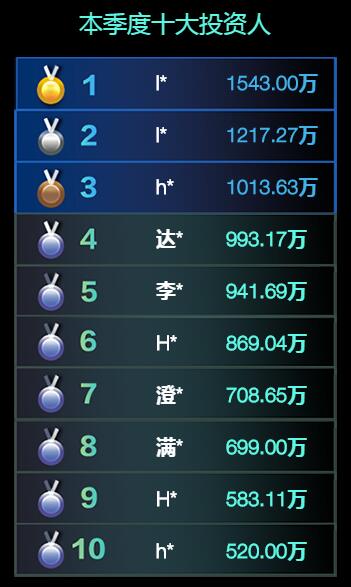 本季度十大投资人
1 l* 1543.00万
2 l* 1217.27万
3 h* 1013.63万
4 达* 993.17万
5 李* 941.69万
6 H* 869.04万
7 澄* 708.65万
8 满* 699.00万
9 H* 583.11万
10 h* 520.00万